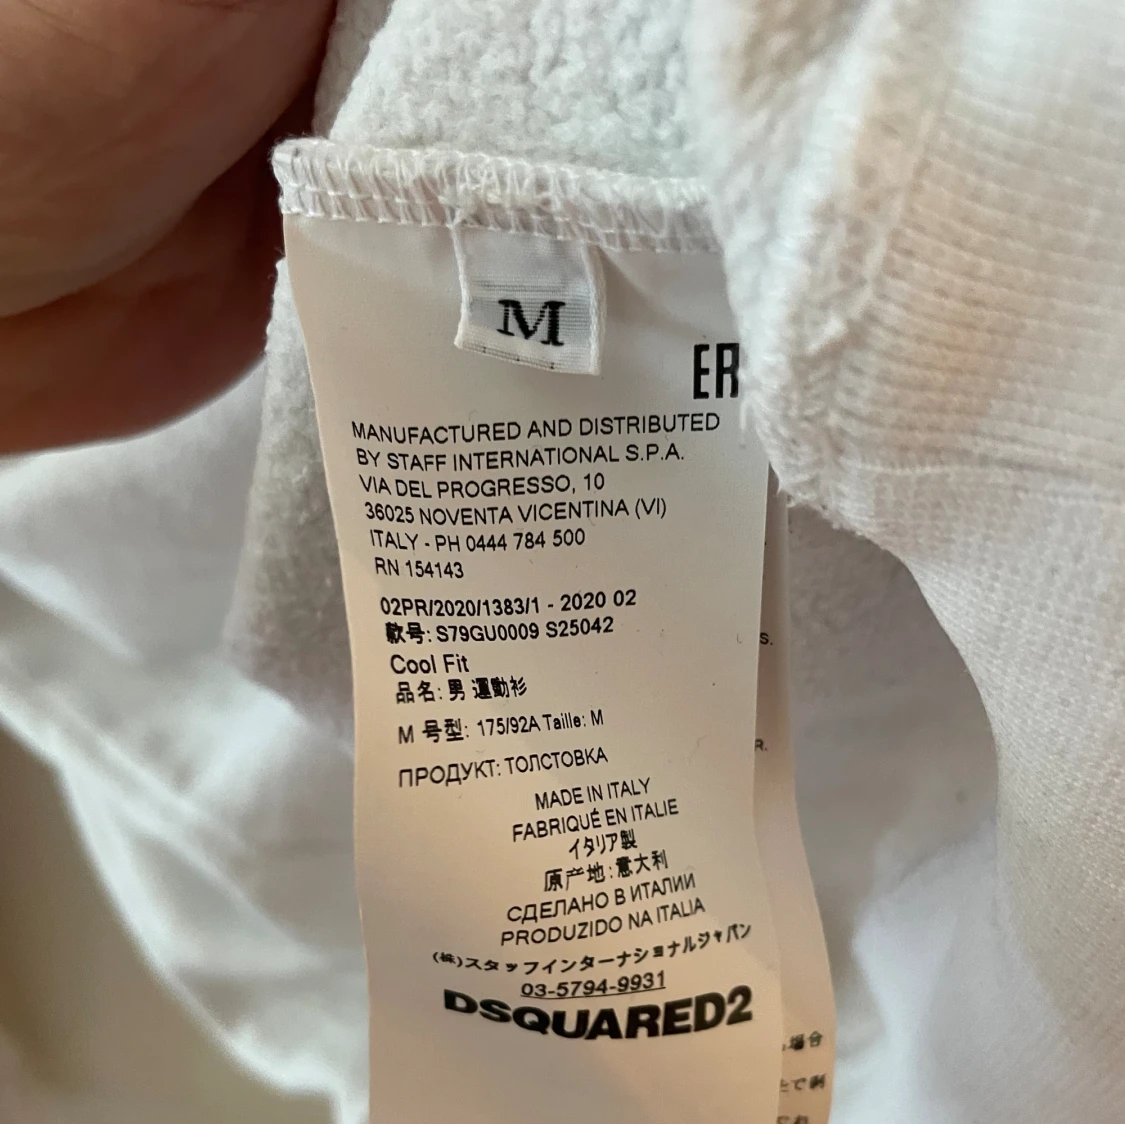 M
MANUFACTURED AND DISTRIBUTED
BY STAFF INTERNATIONAL S.P.A.
VIA DEL PROGRESSO, 10
36025 NOVENTA VICENTINA (VI)
ITALY - PH 0444 784 500
RN 154143
02PR/2020/1383/1 - 2020 02
款号: S79GU0009 S25042
Cool Fit
品名: 男 運動衫
M 号型: 175/92A Taille: M
ПРОДУКТ: ТОЛСТОВКА
MADE IN ITALY
FABRIQUÉ EN ITALIE
イタリア製
原产地: 意大利
СДЕЛАНО В ИТАЛИИ
PRODUZIDO NA ITALIA
(株)スタッフインターナショナルジャパン
03-5794-9931
DSQUARED2
場合